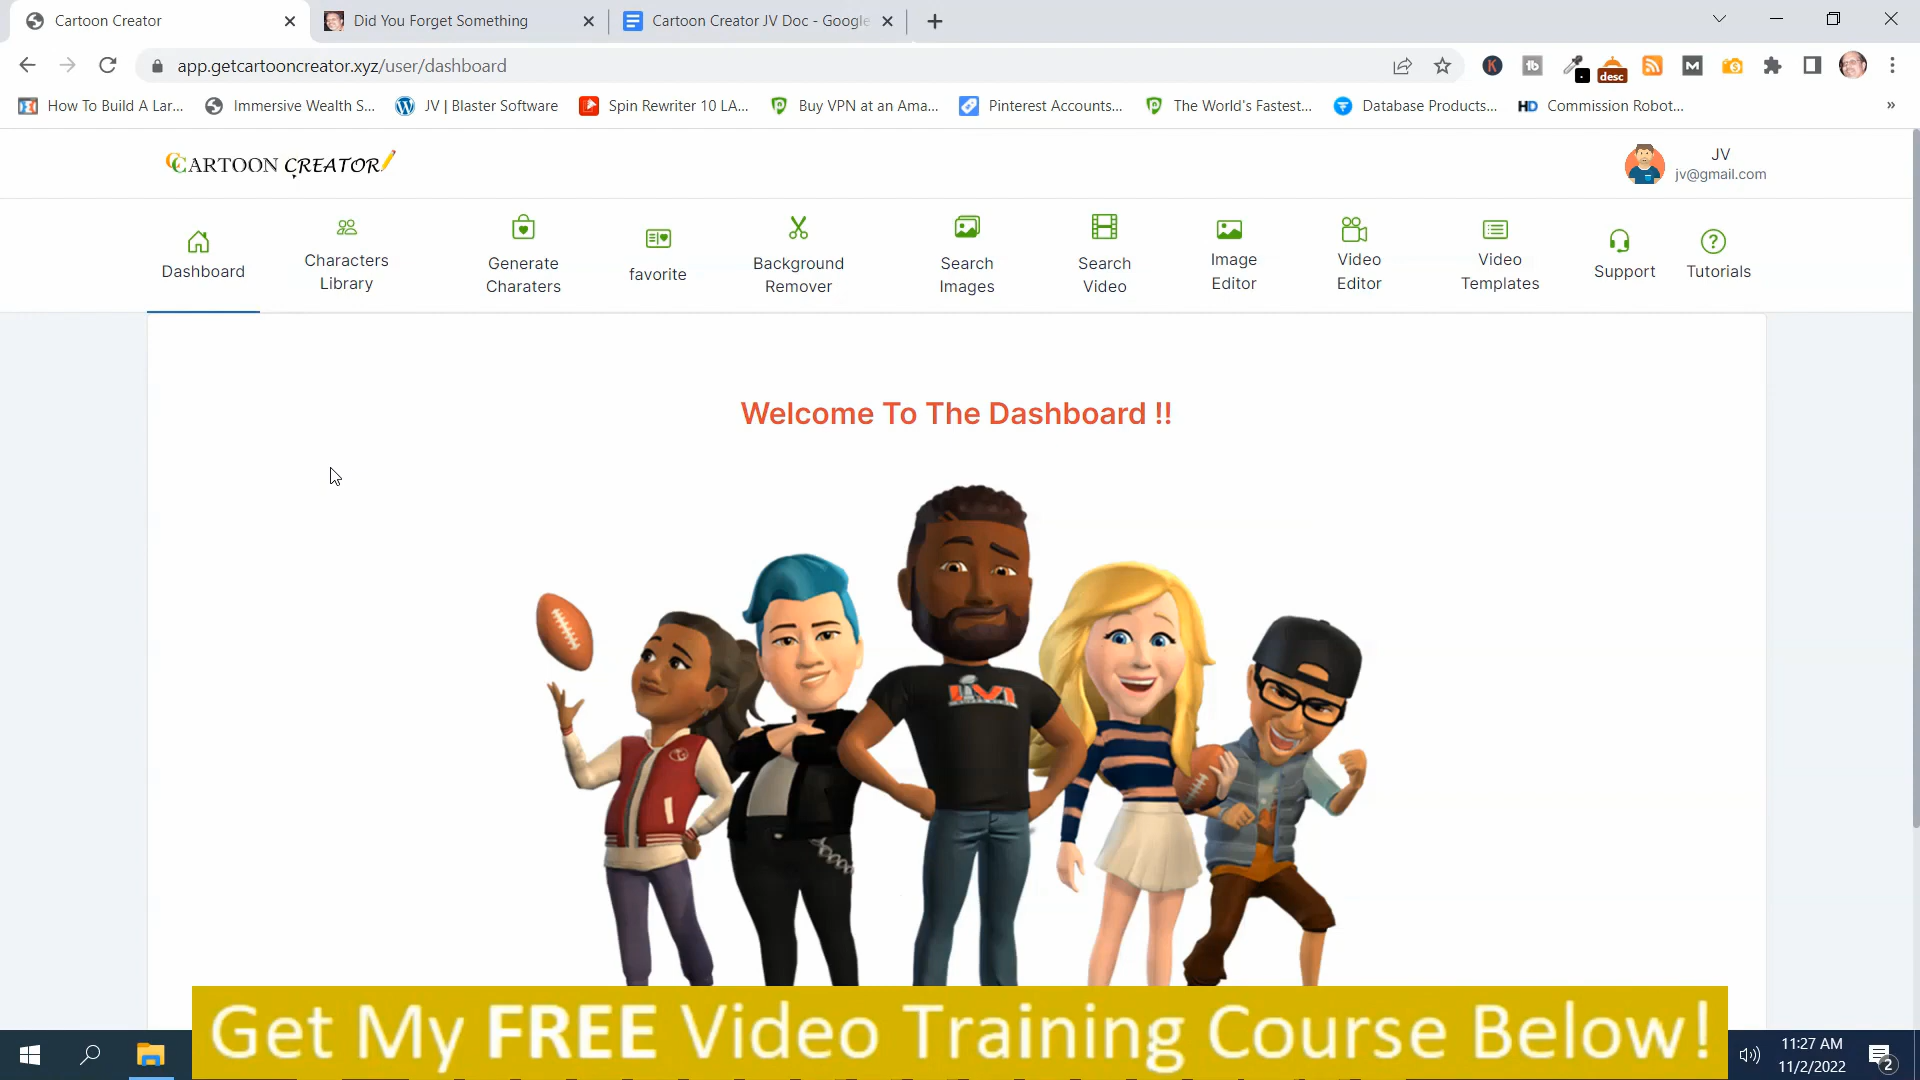 Cartoon Creator
Did You Forget Something
Cartoon Creator JV Doc - Google
app.getcartooncreator.xyz/user/dashboard
K
tb
desc
M
How To Build A Lar...
Immersive Wealth S...
JV | Blaster Software
Spin Rewriter 10 LA...
Buy VPN at an Ama...
Pinterest Accounts...
The World's Fastest...
Database Products...
HD
Commission Robot...
»
CARTOON CREATOR
JV
jv@gmail.com
Dashboard
Characters
Library
Generate
Charaters
favorite
Background
Remover
Search
Images
Search
Video
Image
Editor
Video
Editor
Video
Templates
Support
Tutorials
Welcome To The Dashboard !!
LVI
Get My FREE Video Training Course Below!
11:27 AM
11/2/2022
2